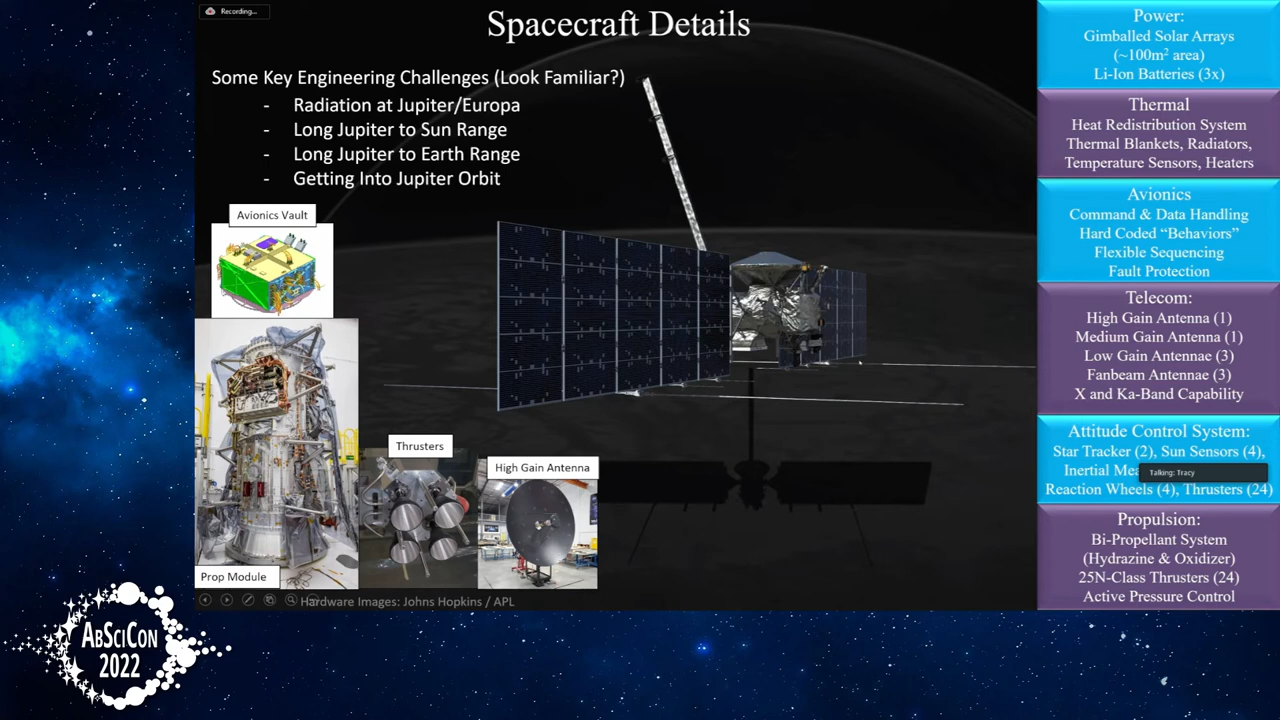 Recording...
Spacecraft Details
Some Key Engineering Challenges (Look Familiar?)
- Radiation at Jupiter/Europa
- Long Jupiter to Sun Range
- Long Jupiter to Earth Range
- Getting Into Jupiter Orbit
Avionics Vault
Prop Module
Thrusters
High Gain Antenna
Hardware Images: Johns Hopkins / APL
Power:
Gimballed Solar Arrays
(~100m² area)
Li-Ion Batteries (3x)
Thermal
Heat Redistribution System
Thermal Blankets, Radiators,
Temperature Sensors, Heaters
Avionics
Command & Data Handling
Hard Coded “Behaviors”
Flexible Sequencing
Fault Protection
Telecom:
High Gain Antenna (1)
Medium Gain Antenna (1)
Low Gain Antennae (3)
Fanbeam Antennae (3)
X and Ka-Band Capability
Attitude Control System:
Star Tracker (2), Sun Sensors (4),
Inertial
Talking: Tracy
Reaction Wheels (4), Thrusters (24)
Propulsion:
Bi-Propellant System
(Hydrazine & Oxidizer)
25N-Class Thrusters (24)
Active Pressure Control
AbSciCon
2022